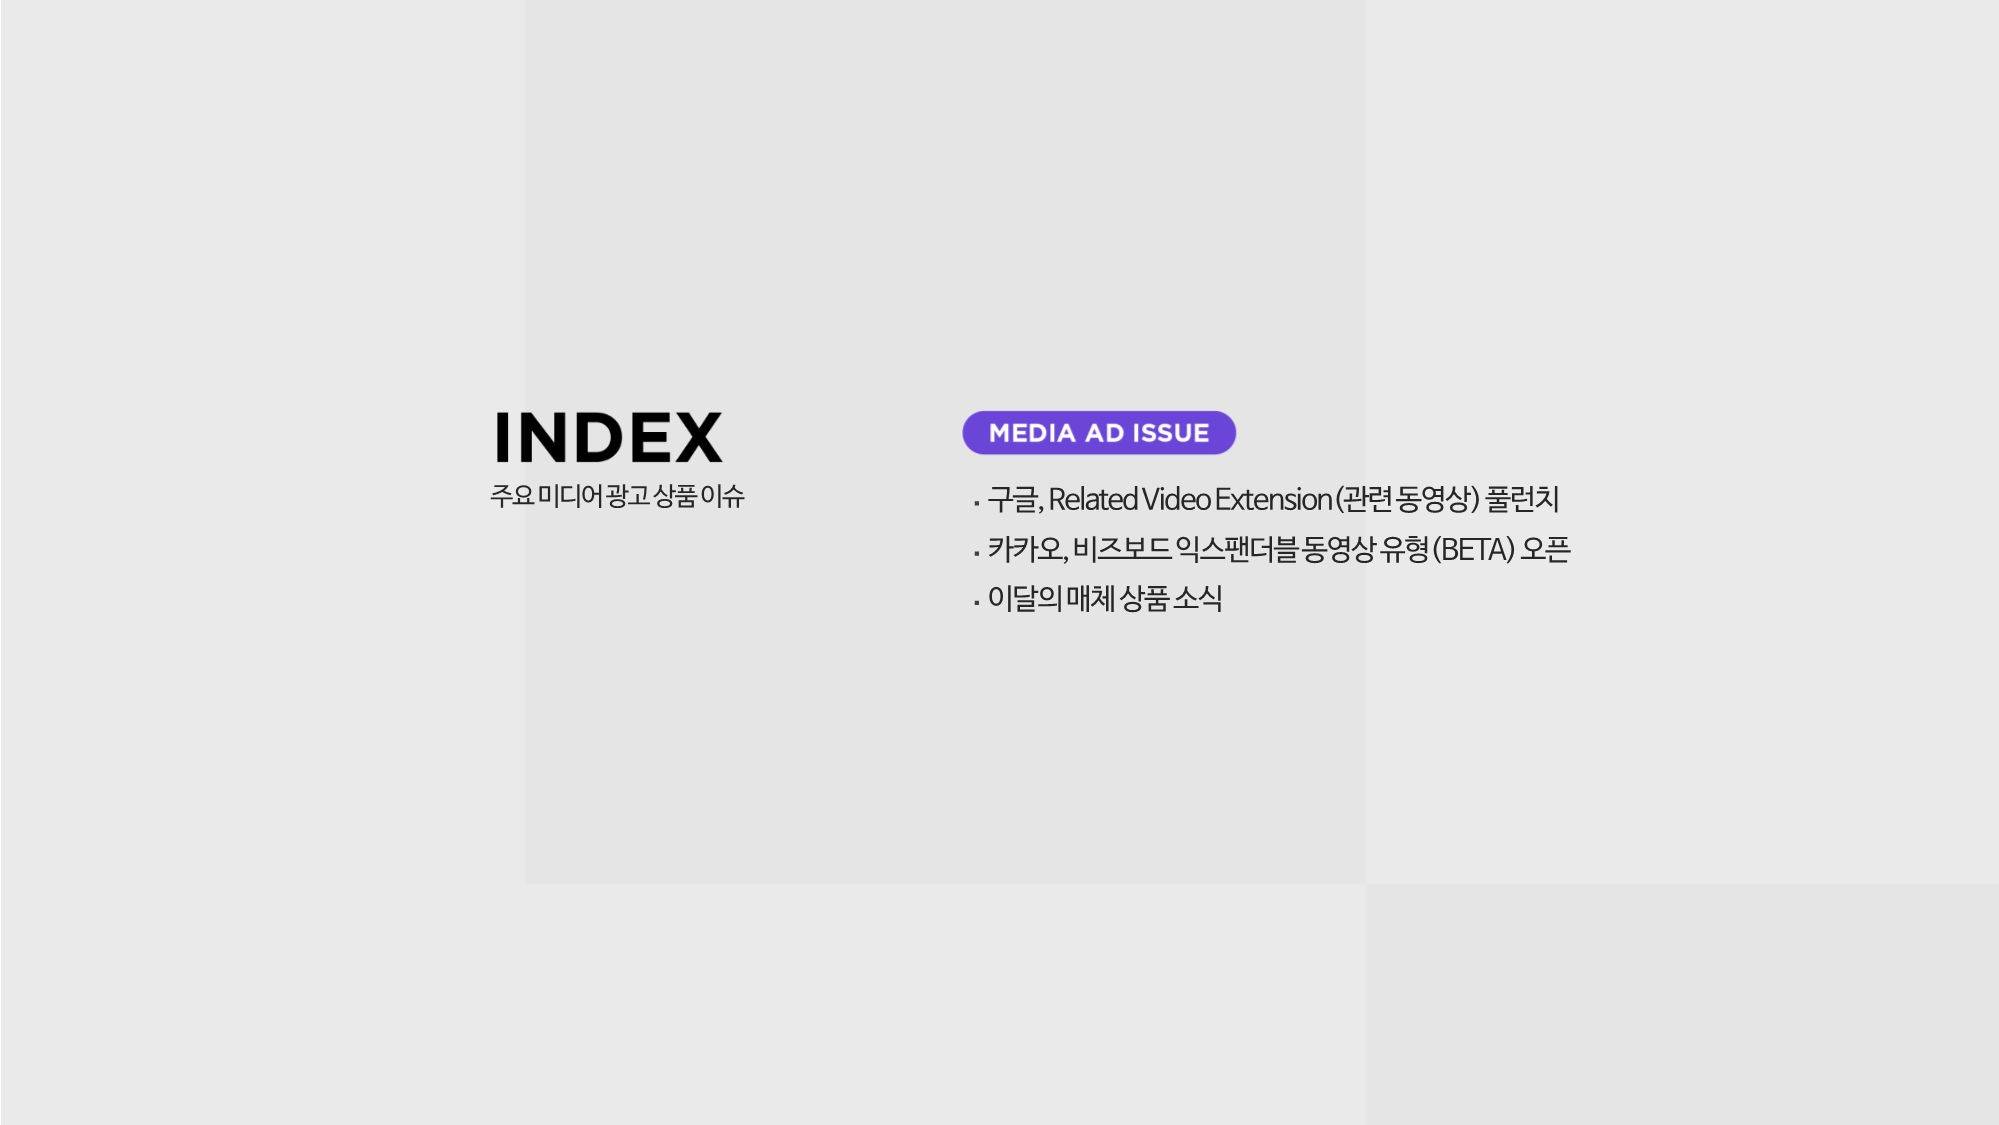 INDEX
주요 미디어 광고 상품 이슈
MEDIA AD ISSUE
· 구글, Related Video Extension (관련 동영상) 풀런치
· 카카오, 비즈보드 익스팬더블 동영상 유형 (BETA) 오픈
· 이달의 매체 상품 소식